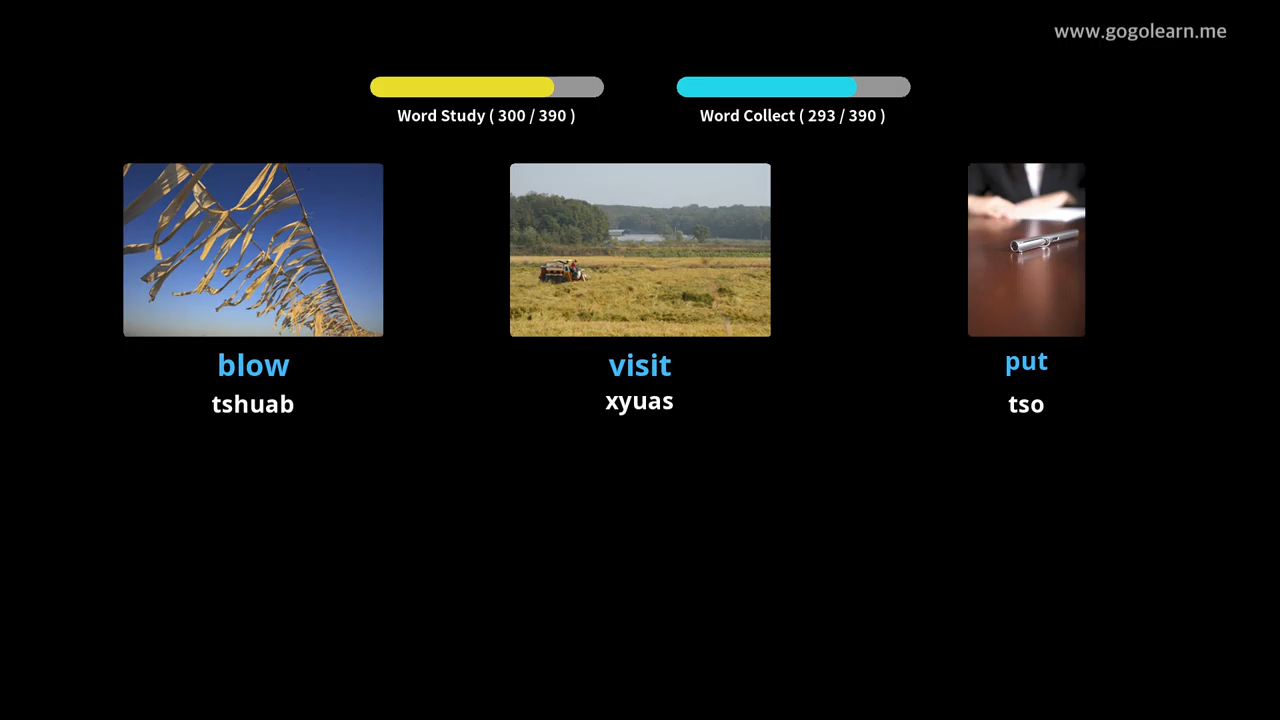 www.gogolearn.me
Word Study ( 300 / 390 )
Word Collect ( 293 / 390 )
blow
visit
put
tshuab
xyuas
tso